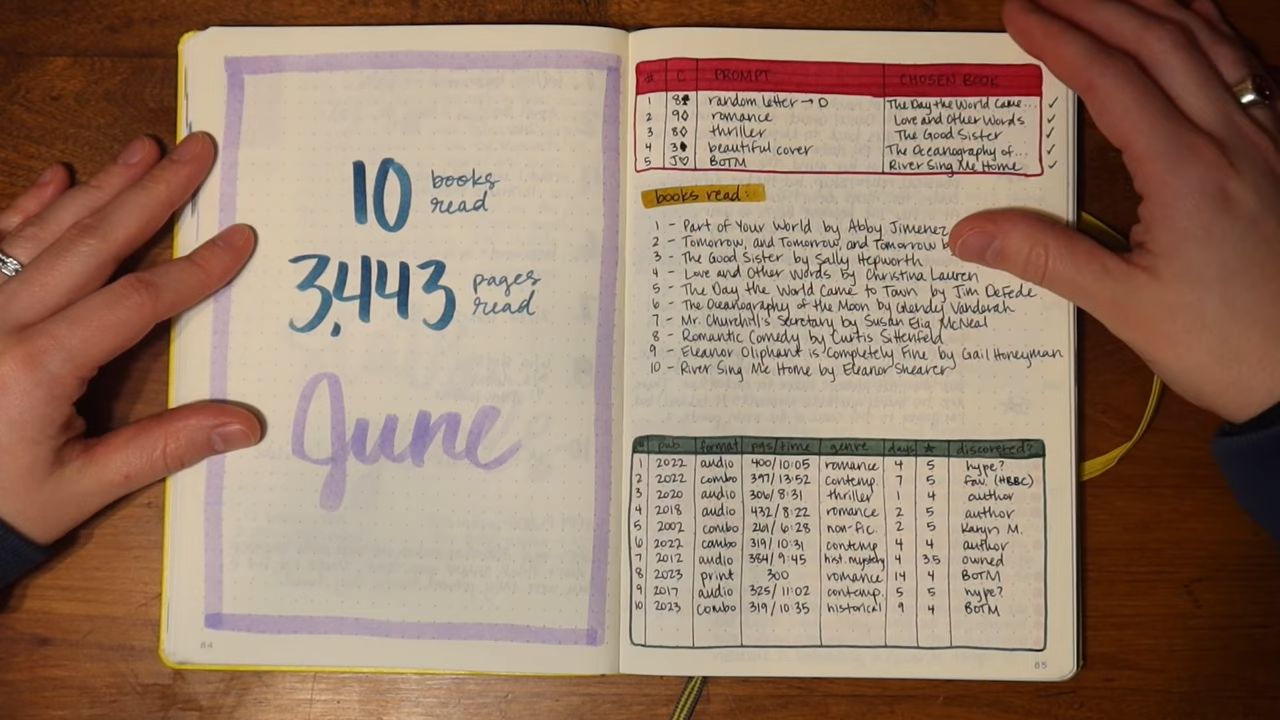 10 books read
3,443 pages read
June
84
# C PROMPT CHOSEN BOOK
1 8♣ random letter → D The Day the World Came... ✓
2 9♢ romance Love and Other Words ✓
3 8♢ thriller The Good Sister ✓
4 3♠ beautiful cover The Oceanography of... ✓
5 J♡ BOTM River Sing Me Home ✓
books read:
1 - Part of Your World by Abby Jimenez
2 - Tomorrow, and Tomorrow, and Tomorrow
3 - The Good Sister by Sally Hepworth
4 - Love and Other Words by Christina Lauren
5 - The Day the World Came to Town by Jim DeFede
6 - The Oceanography of the Moon by Glendy Vanderah
7 - Mr. Churchill's Secretary by Susan Elia McNeal
8 - Romantic Comedy by Curtis Sittenfeld
9 - Eleanor Oliphant is Completely Fine by Gail Honeyman
10 - River Sing Me Home by Eleanor Shearer
# pub format pgs/time genre days ★ discovered?
1 2022 audio 400/10:05 romance 4 5 hype?
2 2022 combo 397/13:52 contemp. 7 5 fav. (HBBC)
3 2020 audio 306/8:31 thriller 1 4 author
4 2018 audio 432/8:22 romance 2 5 author
5 2002 combo 261/6:28 non-fic. 2 5 Karyn M.
6 2022 combo 319/10:31 contemp 4 4 author
7 2012 audio 384/9:45 hist. mystery 4 3.5 owned
8 2023 print 300 romance 14 4 BOTM
9 2017 audio 325/11:02 contemp. 5 5 hype?
10 2023 combo 319/10:35 historical 9 4 BOTM
85